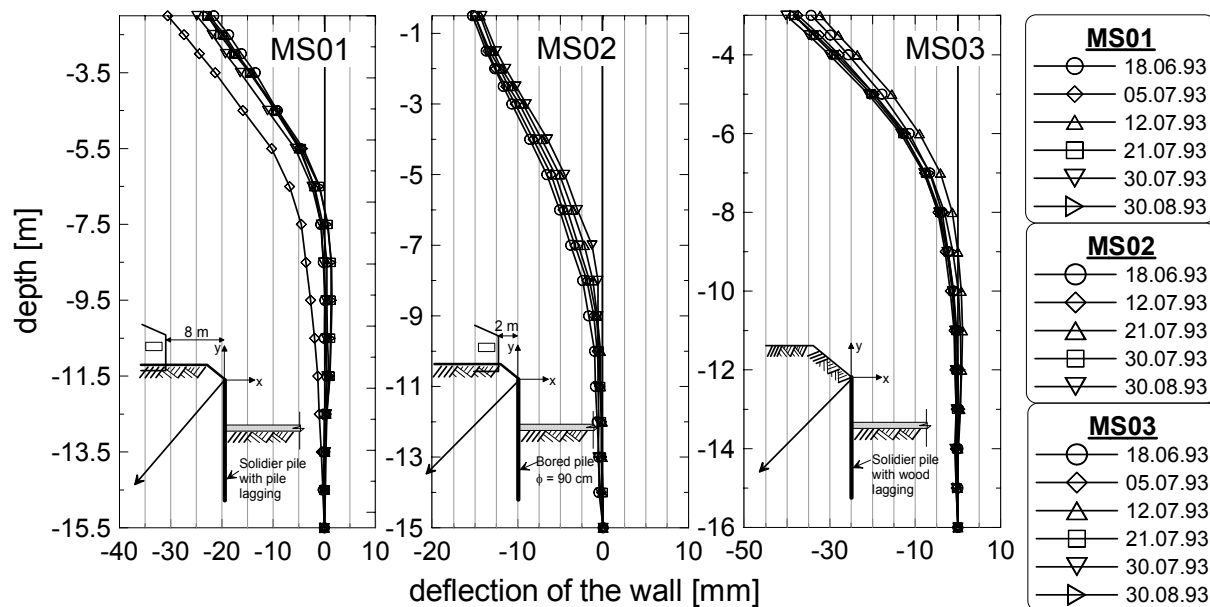 MS01
MS02
MS03
depth [m]
-3.5
-5.5
-7.5
-9.5
-11.5
-13.5
-15.5
-40 -30 -20 -10 0 10
8 m
y
x
Solidier pile
with pile
lagging
-1
-3
-5
-7
-9
-11
-13
-15
-20 -10 0 10
2 m
y
x
Bored pile
ϕ = 90 cm
-4
-6
-8
-10
-12
-14
-16
-50 -30 -10 10
y
x
Solidier pile
with wood
lagging
deflection of the wall [mm]
MS01
18.06.93
05.07.93
12.07.93
21.07.93
30.07.93
30.08.93
MS02
18.06.93
12.07.93
21.07.93
30.07.93
30.08.93
MS03
18.06.93
05.07.93
12.07.93
21.07.93
30.07.93
30.08.93